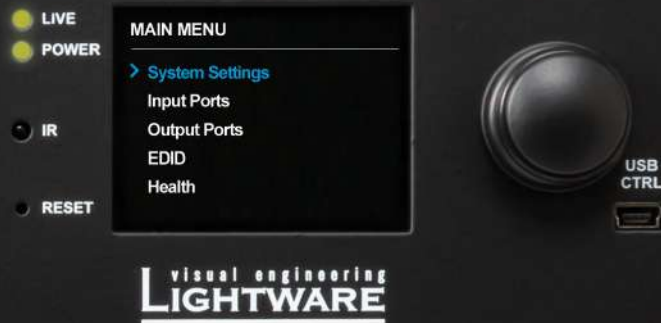 LIVE
POWER
IR
RESET
MAIN MENU
System Settings
Input Ports
Output Ports
EDID
Health
USB
CTRL
visual engineering
LIGHTWARE